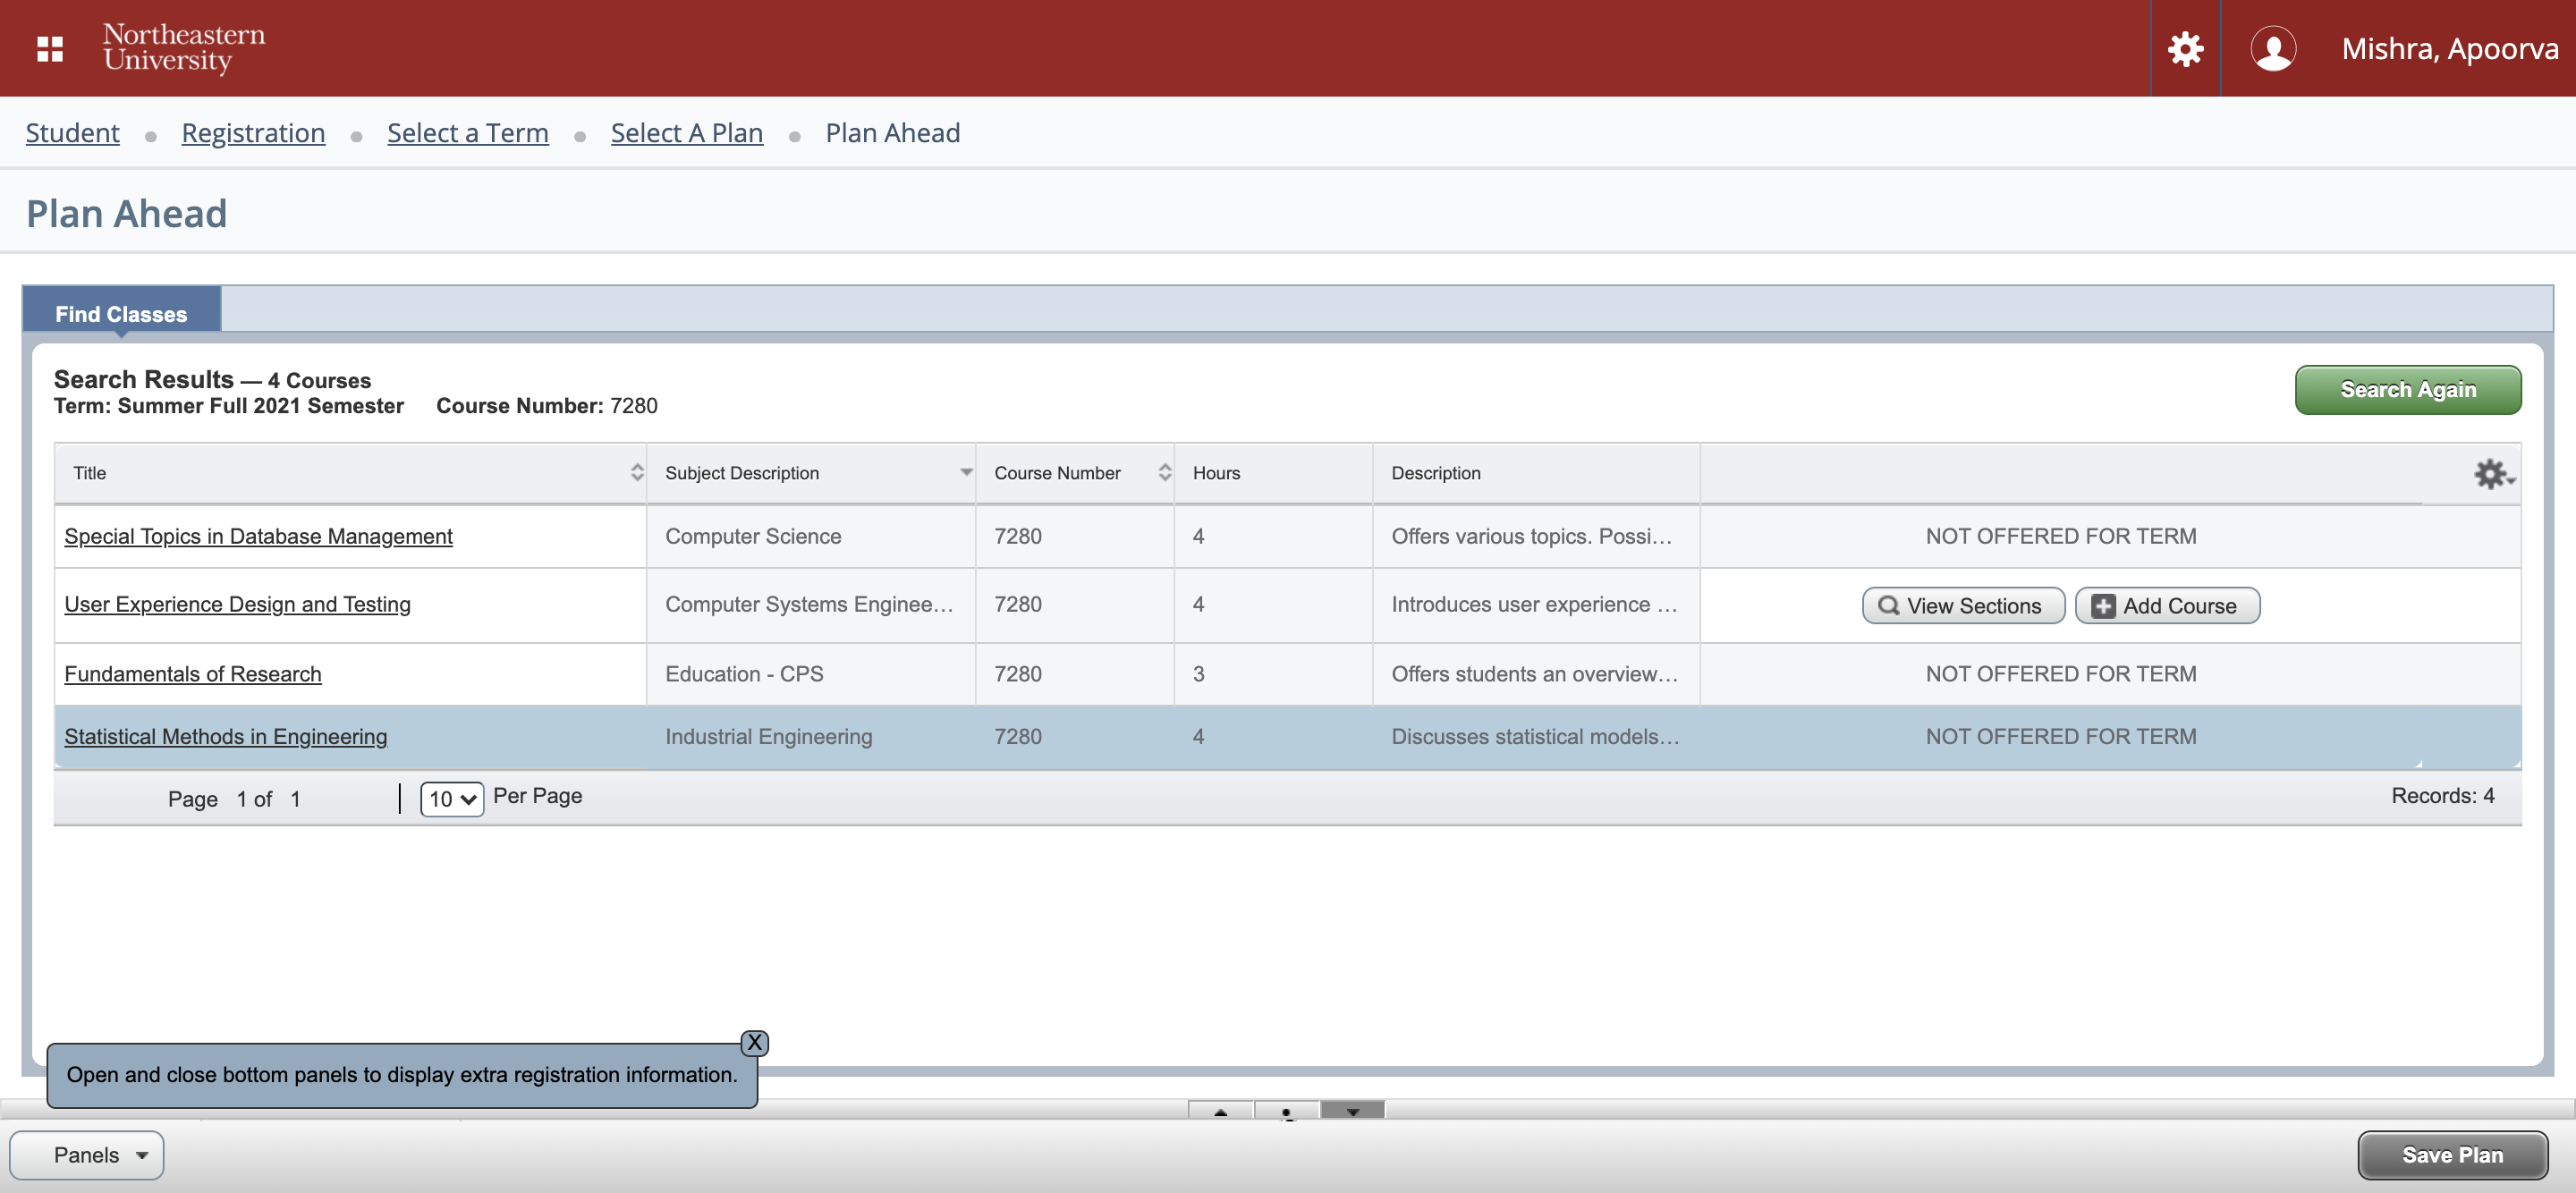 Northeastern
University
Mishra, Apoorva
Student Registration Select a Term Select A Plan Plan Ahead
Plan Ahead
Find Classes
Search Results — 4 Courses
Term: Summer Full 2021 Semester Course Number: 7280
Search Again
Title Subject Description Course Number Hours Description
Special Topics in Database Management Computer Science 7280 4 Offers various topics. Possi... NOT OFFERED FOR TERM
User Experience Design and Testing Computer Systems Enginee... 7280 4 Introduces user experience ... View Sections Add Course
Fundamentals of Research Education - CPS 7280 3 Offers students an overview... NOT OFFERED FOR TERM
Statistical Methods in Engineering Industrial Engineering 7280 4 Discusses statistical models... NOT OFFERED FOR TERM
Page 1 of 1 10 Per Page Records: 4
X
Open and close bottom panels to display extra registration information.
Panels Save Plan